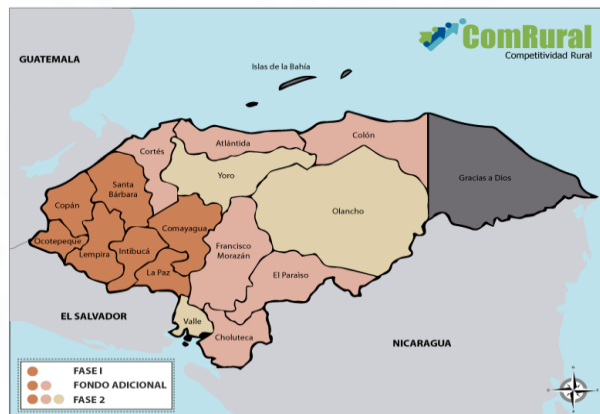 ComRural
Competitividad Rural
GUATEMALA
Islas de la Bahía
Atlántida
Colón
Cortés
Yoro
Gracias a Dios
Santa
Bárbara
Copán
Olancho
Comayagua
Ocotepeque
Lempira
Intibucá
Francisco
Morazán
La Paz
El Paraíso
EL SALVADOR
Valle
Choluteca
NICARAGUA
FASE I
FONDO ADICIONAL
FASE 2